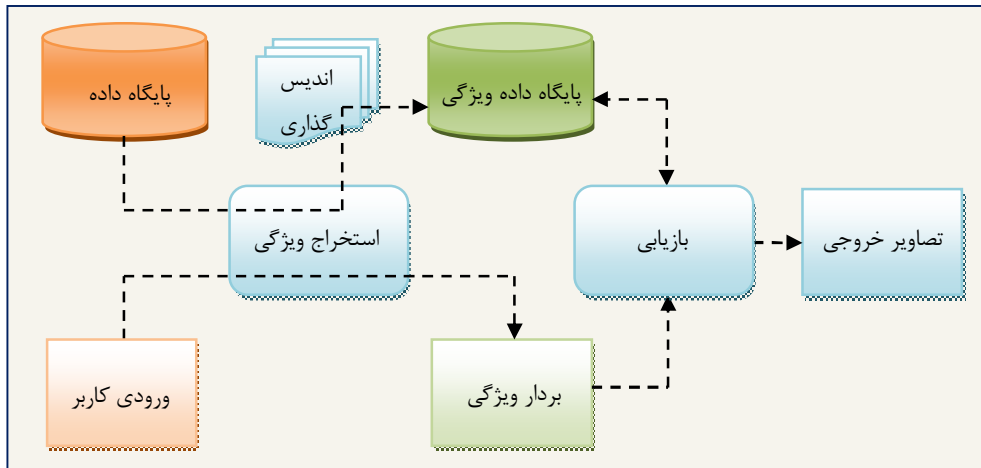 پایگاه داده
اندیس
گذاری
پایگاه داده ویژگی
استخراج ویژگی
بازیابی
تصاویر خروجی
ورودی کاربر
بردار ویژگی